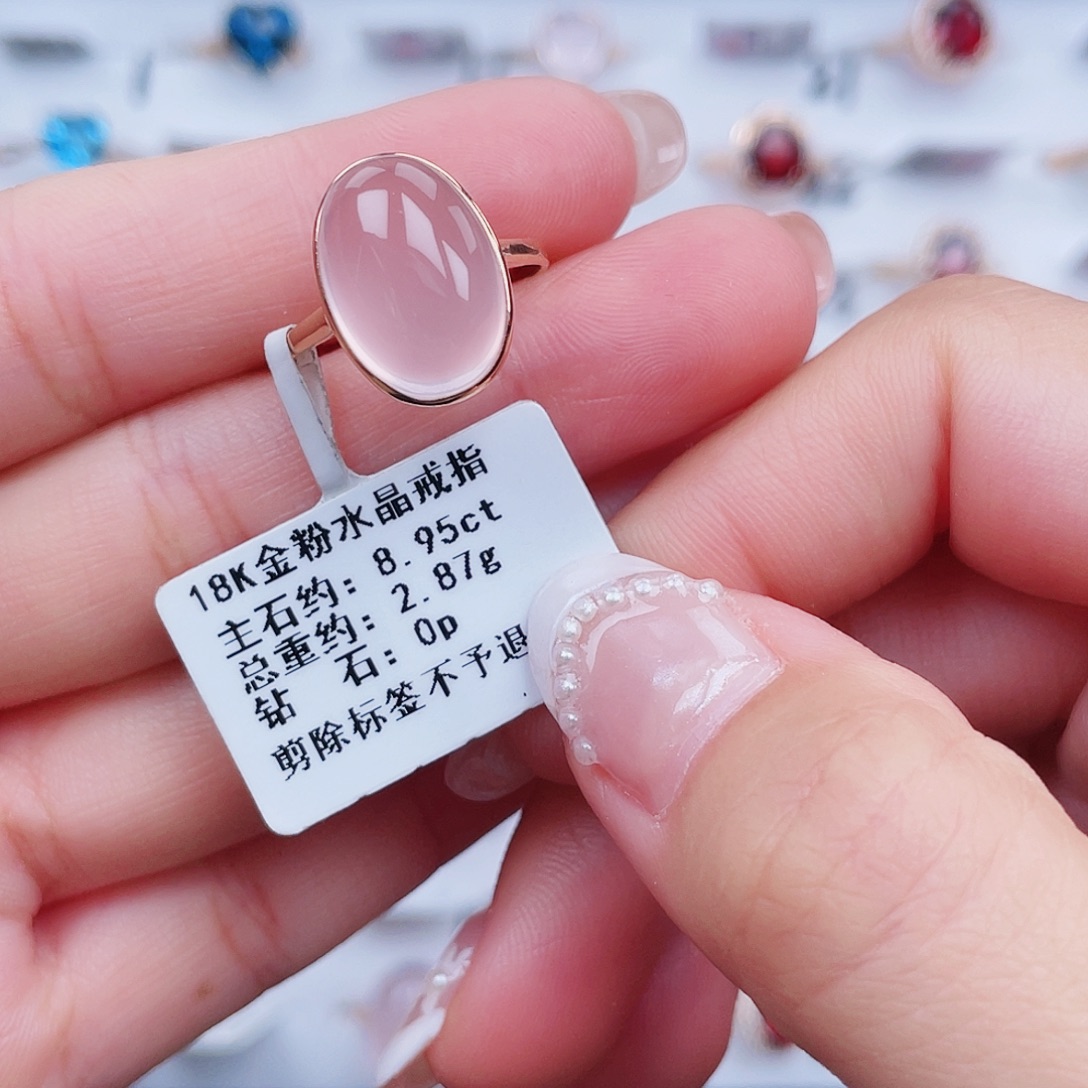 18K金粉水晶戒指
主石约: 8.95ct
总重约: 2.87g
钻 石: 0p
剪除标签不予退